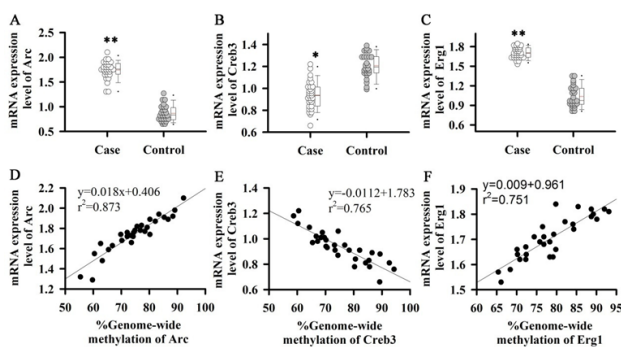 A
B
C
mRNA expression
level of Arc
2.5
2.0
1.5
1.0
0.5
**
Case
Control
mRNA expression
level of Creb3
1.4
1.2
1.0
0.8
0.6
*
Case
Control
mRNA expression
level of Erg1
1.8
1.5
1.2
0.9
0.6
**
Case
Control
D
E
F
mRNA expression
level of Arc
2.2
2.0
1.8
1.6
1.4
1.2
y=0.018x+0.406
r²=0.873
50 60 70 80 90 100
%Genome-wide
methylation of Arc
mRNA expression
level of Creb3
1.4
1.2
1.0
0.8
0.6
y=-0.0112+1.783
r²=0.765
50 60 70 80 90 100
%Genome-wide
methylation of Creb3
mRNA expression
level of Erg1
1.9
1.8
1.7
1.6
1.5
y=0.009+0.961
r²=0.751
60 65 70 75 80 85 90 95
%Genome-wide
methylation of Erg1